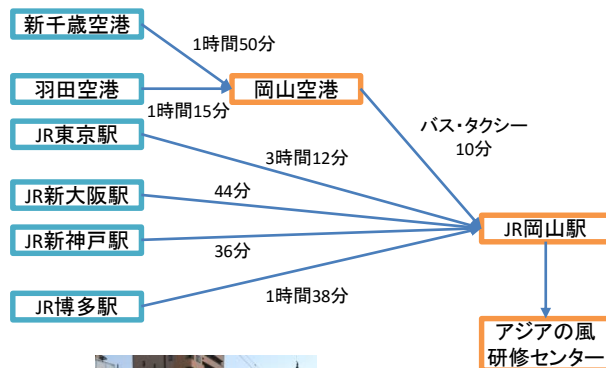 新千歳空港
1時間50分
羽田空港
岡山空港
1時間15分
バス・タクシー
10分
JR東京駅
3時間12分
JR新大阪駅
44分
JR新神戸駅
36分
JR岡山駅
1時間38分
JR博多駅
アジアの風
研修センター